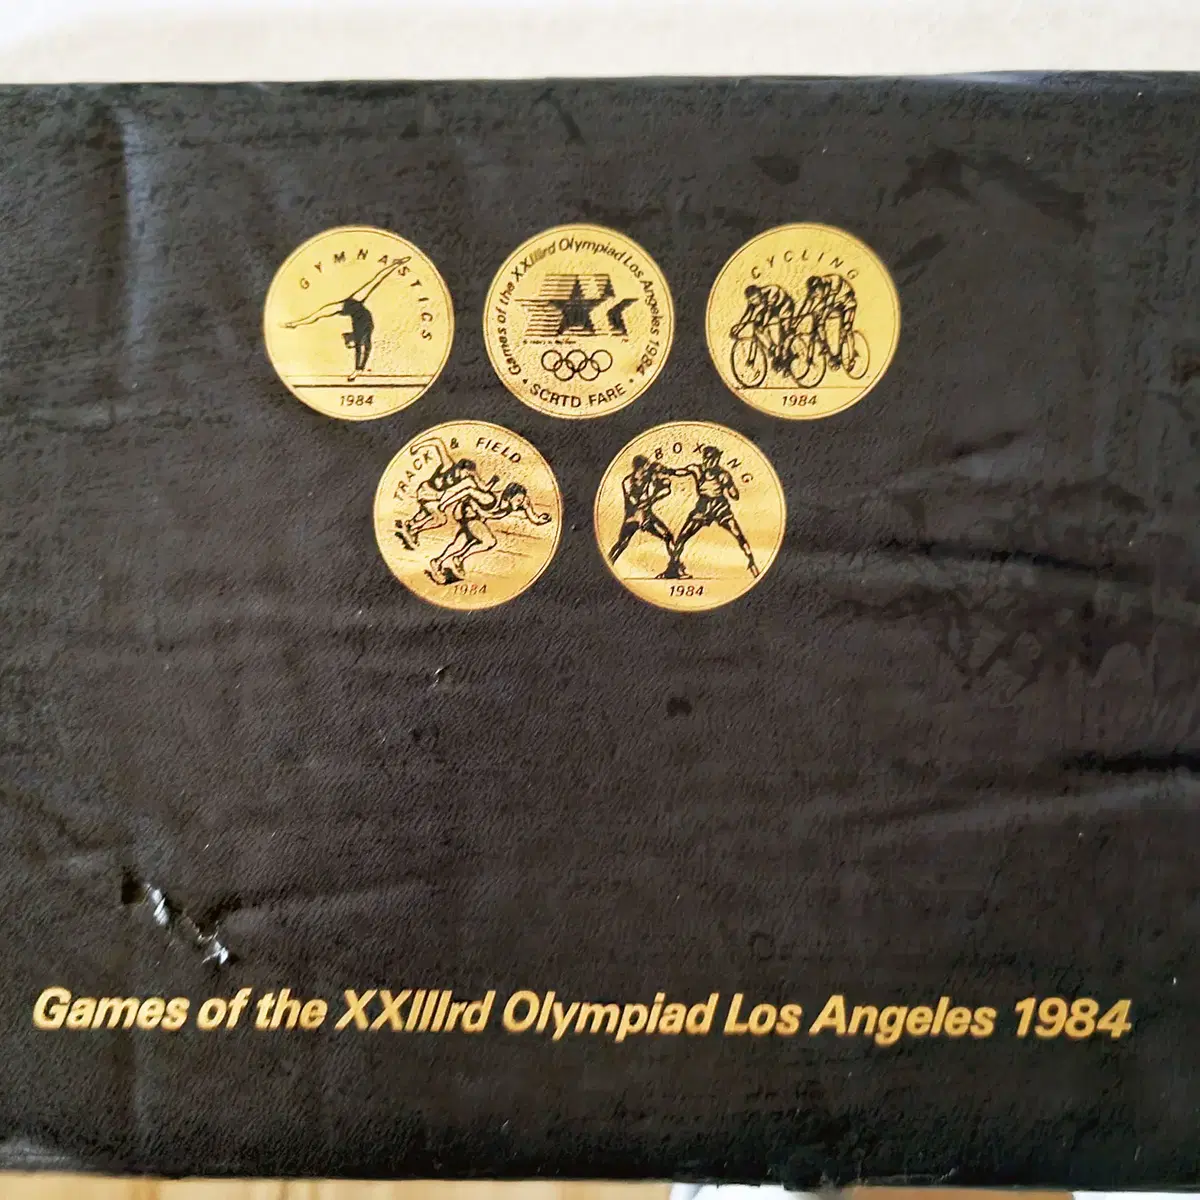 GYMNASTICS
1984
Games of the XXIIIrd Olympiad Los Angeles 1984
• SCRTD FARE •
CYCLING
1984
TRACK & FIELD
1984
BOXING
1984
Games of the XXIIIrd Olympiad Los Angeles 1984